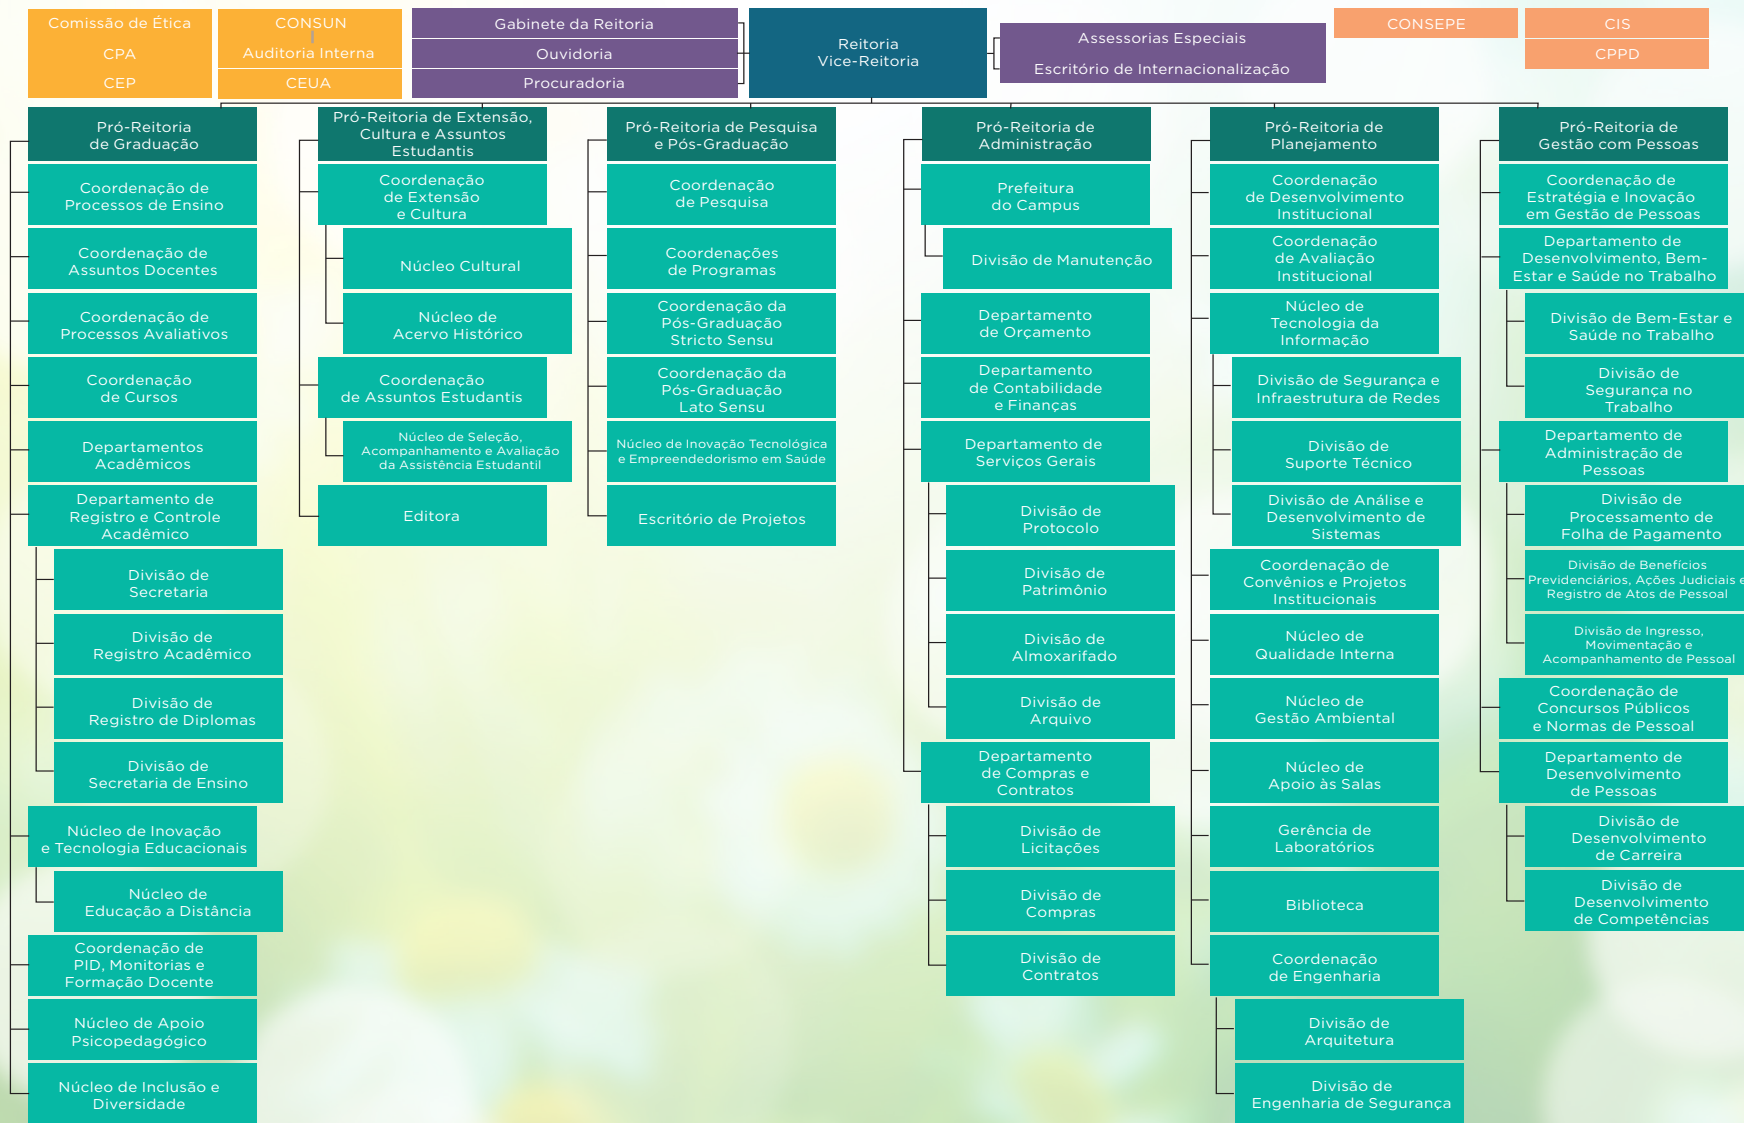 Comissão de Ética
CPA
CEP
CONSUN
Auditoria Interna
CEUA
Gabinete da Reitoria
Ouvidoria
Procuradoria
Reitoria
Vice-Reitoria
Assessorias Especiais
Escritório de Internacionalização
CONSEPE
CIS
CPPD
Pró-Reitoria
de Graduação
Coordenação de
Processos de Ensino
Coordenação de
Assuntos Docentes
Coordenação de
Processos Avaliativos
Coordenação
de Cursos
Departamentos
Acadêmicos
Departamento de
Registro e Controle
Acadêmico
Divisão de
Secretaria
Divisão de
Registro Acadêmico
Divisão de
Registro de Diplomas
Divisão de
Secretaria de Ensino
Núcleo de Inovação
e Tecnologia Educacionais
Núcleo de
Educação a Distância
Coordenação de
PID, Monitorias e
Formação Docente
Núcleo de Apoio
Psicopedagógico
Núcleo de Inclusão e
Diversidade
Pró-Reitoria de Extensão,
Cultura e Assuntos
Estudantis
Coordenação
de Extensão
e Cultura
Núcleo Cultural
Núcleo de
Acervo Histórico
Coordenação
de Assuntos Estudantis
Núcleo de Seleção,
Acompanhamento e Avaliação
da Assistência Estudantil
Editora
Pró-Reitoria de Pesquisa
e Pós-Graduação
Coordenação
de Pesquisa
Coordenações
de Programas
Coordenação da
Pós-Graduação
Stricto Sensu
Coordenação da
Pós-Graduação
Lato Sensu
Núcleo de Inovação Tecnológica
e Empreendedorismo em Saúde
Escritório de Projetos
Pró-Reitoria de
Administração
Prefeitura
do Campus
Divisão de Manutenção
Departamento
de Orçamento
Departamento
de Contabilidade
e Finanças
Departamento de
Serviços Gerais
Divisão de
Protocolo
Divisão de
Patrimônio
Divisão de
Almoxarifado
Divisão de
Arquivo
Departamento
de Compras e
Contratos
Divisão de
Licitações
Divisão de
Compras
Divisão de
Contratos
Pró-Reitoria de
Planejamento
Coordenação
de Desenvolvimento
Institucional
Coordenação
de Avaliação
Institucional
Núcleo de
Tecnologia da
Informação
Divisão de Segurança e
Infraestrutura de Redes
Divisão de
Suporte Técnico
Divisão de Análise e
Desenvolvimento de
Sistemas
Coordenação de
Convênios e Projetos
Institucionais
Núcleo de
Qualidade Interna
Núcleo de
Gestão Ambiental
Núcleo de
Apoio às Salas
Gerência de
Laboratórios
Biblioteca
Coordenação
de Engenharia
Divisão de
Arquitetura
Divisão de
Engenharia de Segurança
Pró-Reitoria de
Gestão com Pessoas
Coordenação de
Estratégia e Inovação
em Gestão de Pessoas
Departamento de
Desenvolvimento, Bem-
Estar e Saúde no Trabalho
Divisão de Bem-Estar e
Saúde no Trabalho
Divisão de
Segurança no
Trabalho
Departamento de
Administração de
Pessoas
Divisão de
Processamento de
Folha de Pagamento
Divisão de Benefícios
Previdenciários, Ações Judiciais e
Registro de Atos de Pessoal
Divisão de Ingresso,
Movimentação e
Acompanhamento de Pessoal
Coordenação de
Concursos Públicos
e Normas de Pessoal
Departamento de
Desenvolvimento
de Pessoas
Divisão de
Desenvolvimento
de Carreira
Divisão de
Desenvolvimento
de Competências